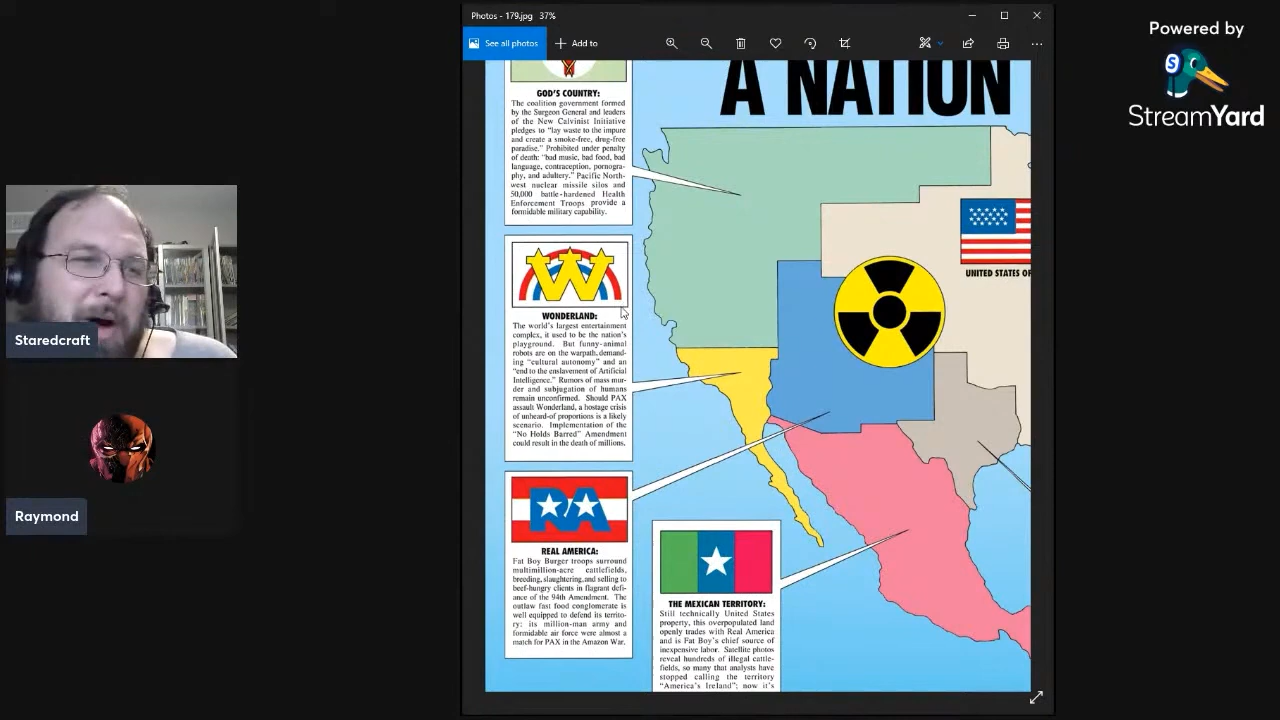 Photos - 179.jpg   37%
See all photos
Add to
Powered by
S
StreamYard
A NATION
GOD'S COUNTRY:
The coalition government formed
by the Surgeon General and leaders
of the New Calvinist Initiative
pledges to "lay waste to the impure
and create a smoke-free, drug-free
paradise." Prohibited under penalty
of death: "bad music, bad food, bad
language, contraception, pornogra-
phy, and adultery." Pacific North-
west nuclear missile silos and
50,000 battle-hardened Health
Enforcement Troops provide a
formidable military capability.
W
WONDERLAND:
The world's largest entertainment
complex, it used to be the nation's
playground. But funny-animal
robots are on the warpath, demand-
ing "cultural autonomy" and an
"end to the enslavement of Artificial
Intelligence." Rumors of mass mur-
der and subjugation of humans
remain unconfirmed. Should PAX
assault Wonderland, a hostage crisis
of unheard-of proportions is a likely
scenario. Implementation of the
"No Holds Barred" Amendment
could result in the death of millions.
RA
REAL AMERICA:
Fat Boy Burger troops surround
multimillion-acre cattlefields,
breeding, slaughtering, and selling to
beef-hungry clients in flagrant defi-
ance of the 94th Amendment. The
outlaw fast food conglomerate is
well equipped to defend its territo-
ry: its million-man army and
formidable air force were almost a
match for PAX in the Amazon War.
THE MEXICAN TERRITORY:
Still technically United States
property, this overpopulated land
openly trades with Real America
and is Fat Boy's chief source of
inexpensive labor. Satellite photos
reveal hundreds of illegal cattle-
fields, so many that analysts have
stopped calling the territory
"America's Ireland"; now it's
UNITED STATES OF
Staredcraft
Raymond